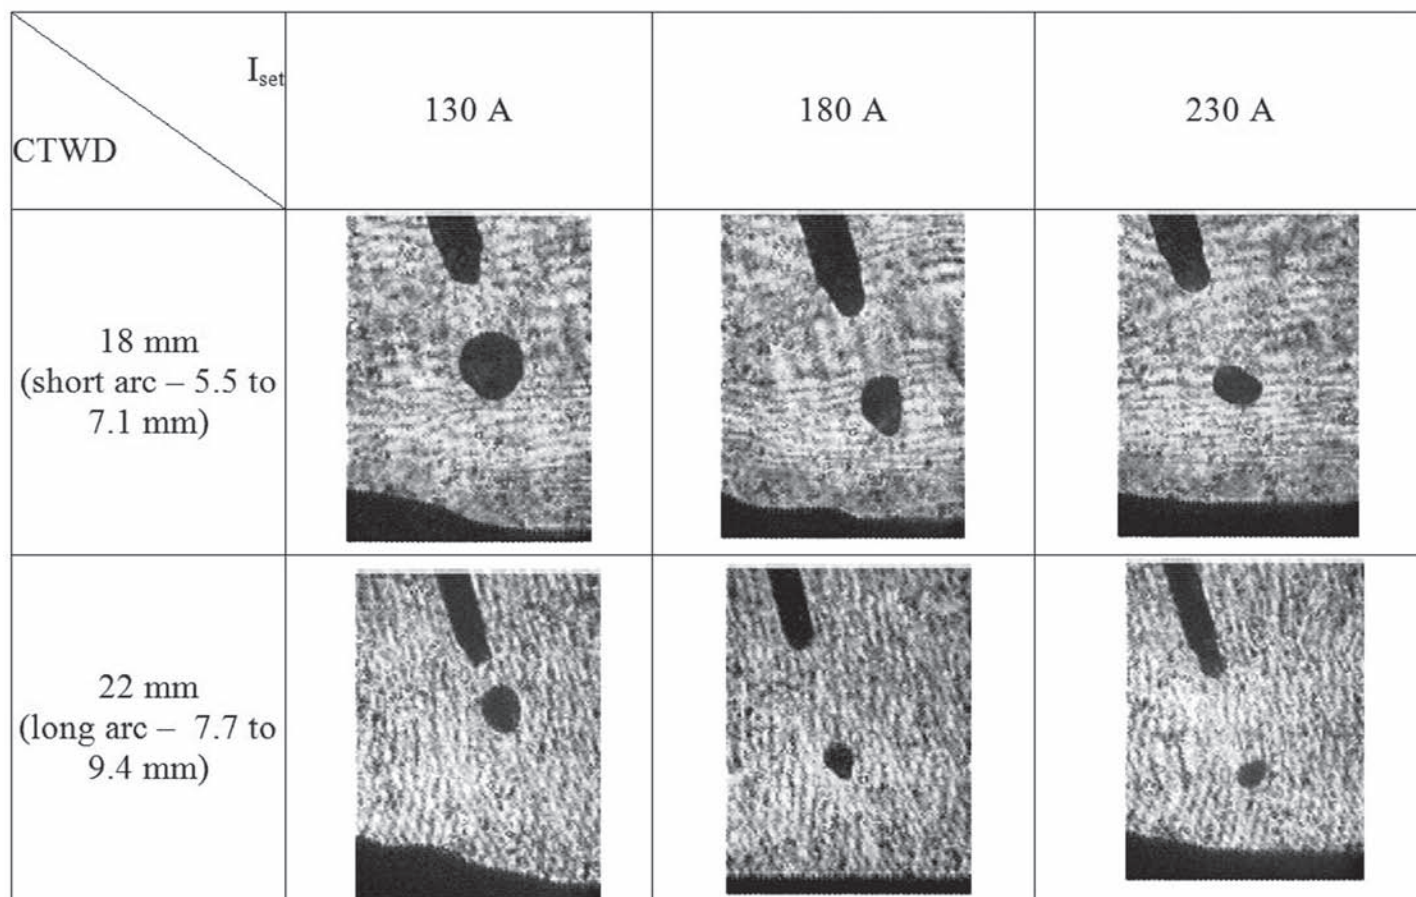 I_set
CTWD
130 A
180 A
230 A
18 mm
(short arc – 5.5 to
7.1 mm)
22 mm
(long arc – 7.7 to
9.4 mm)